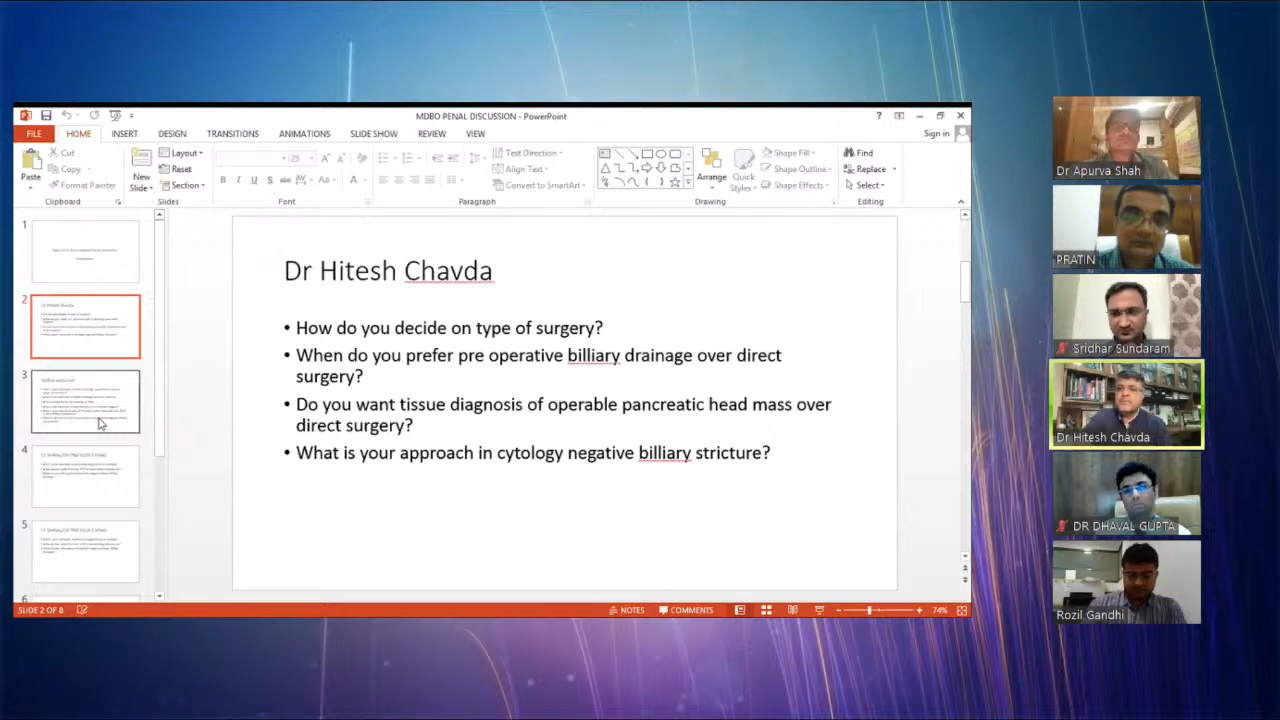 MDBO PENAL DISCUSSION - PowerPoint
?
Sign in
FILE
HOME
INSERT
DESIGN
TRANSITIONS
ANIMATIONS
SLIDE SHOW
REVIEW
VIEW
Paste
Cut
Copy
Format Painter
Clipboard
New
Slide
Layout
Reset
Section
Slides
Font
Text Direction
Align Text
Convert to SmartArt
Paragraph
Arrange
Quick
Styles
Shape Fill
Shape Outline
Shape Effects
Drawing
Find
Replace
Select
Editing
1
2
3
4
5
6
Dr Hitesh Chavda
• How do you decide on type of surgery?
• When do you prefer pre operative billiary drainage over direct
surgery?
• Do you want tissue diagnosis of operable pancreatic head mass over
direct surgery?
• What is your approach in cytology negative billiary stricture?
SLIDE 2 OF 8
NOTES
COMMENTS
74%
Dr Apurva Shah
PRATIN
Sridhar Sundaram
Dr Hitesh Chavda
DR DHAVAL GUPTA
Rozil Gandhi